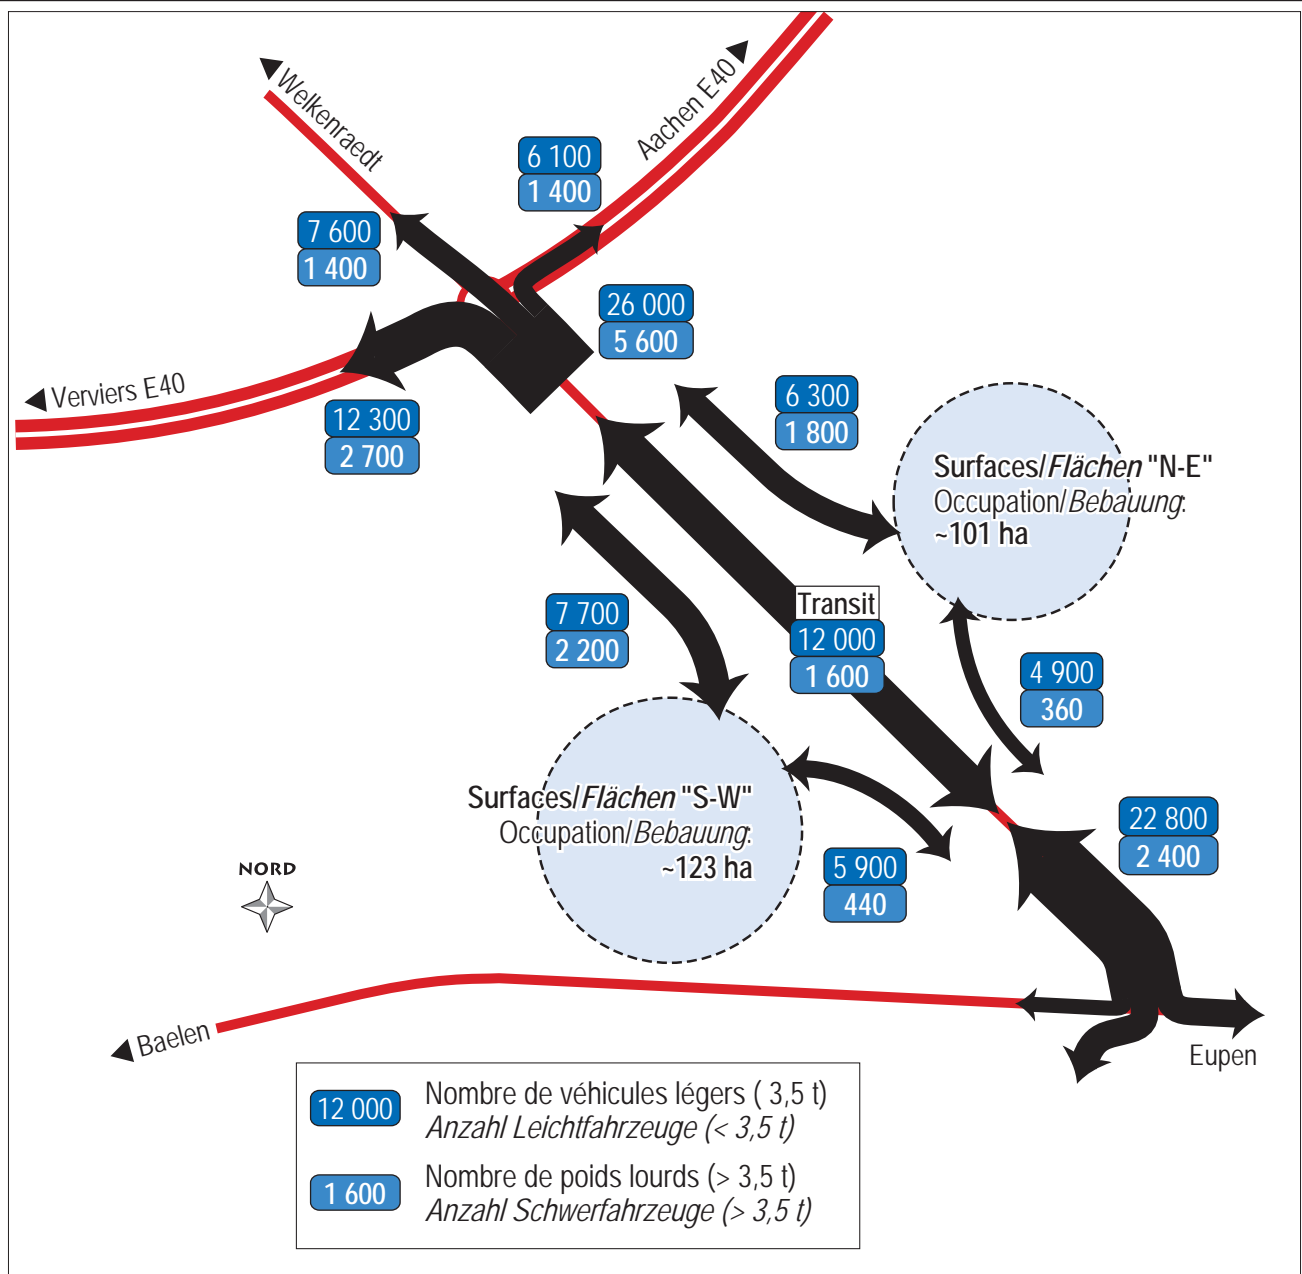 Welkenraedt
Aachen E40
6 100
1 400
7 600
1 400
26 000
5 600
Verviers E40
12 300
2 700
6 300
1 800
Surfaces/Flächen "N-E"
Occupation/Bebauung:
~101 ha
7 700
2 200
Transit
12 000
1 600
4 900
360
Surfaces/Flächen "S-W"
Occupation/Bebauung:
~123 ha
22 800
2 400
5 900
440
NORD
Baelen
Eupen
12 000
Nombre de véhicules légers ( 3,5 t)
Anzahl Leichtfahrzeuge (< 3,5 t)
1 600
Nombre de poids lourds (> 3,5 t)
Anzahl Schwerfahrzeuge (> 3,5 t)